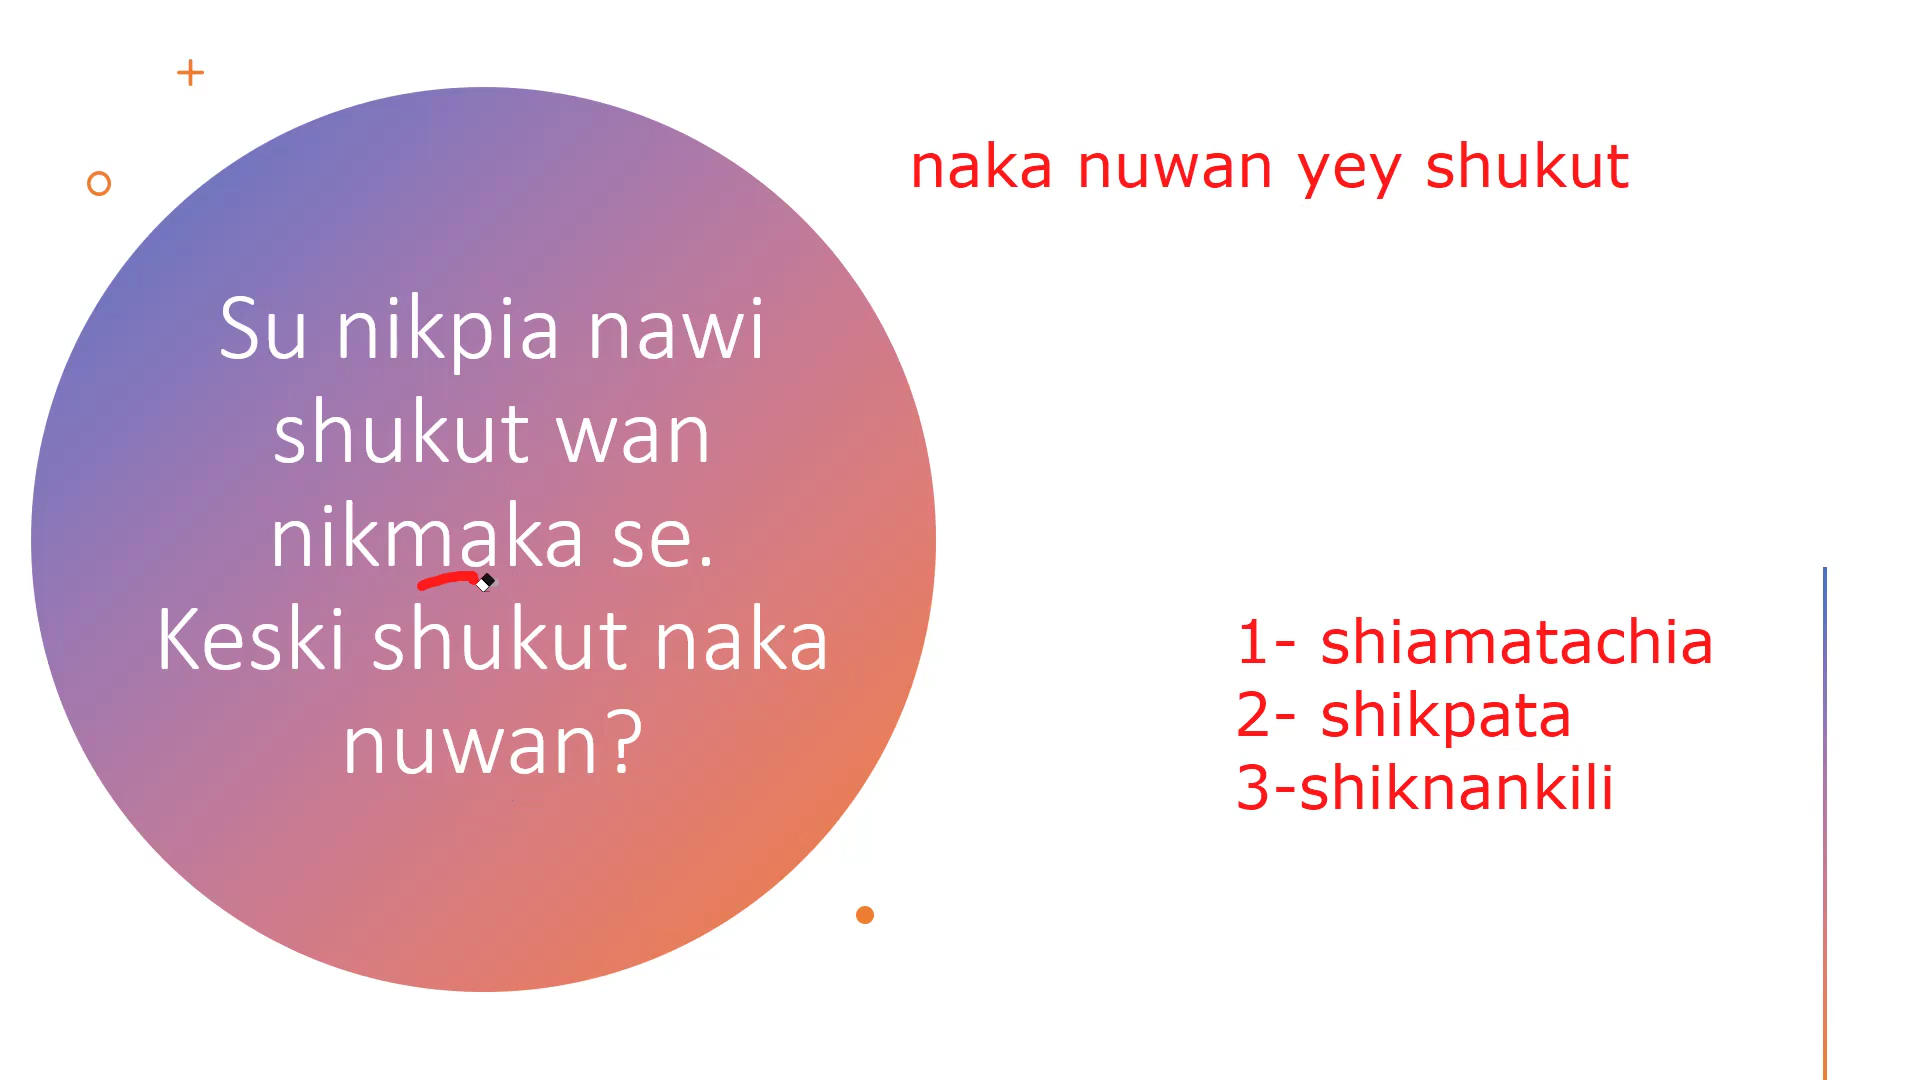 naka nuwan yey shukut
Su nikpia nawi
shukut wan
nikmaka se.
Keski shukut naka
nuwan?
1- shiamatachia
2- shikpata
3-shiknankili